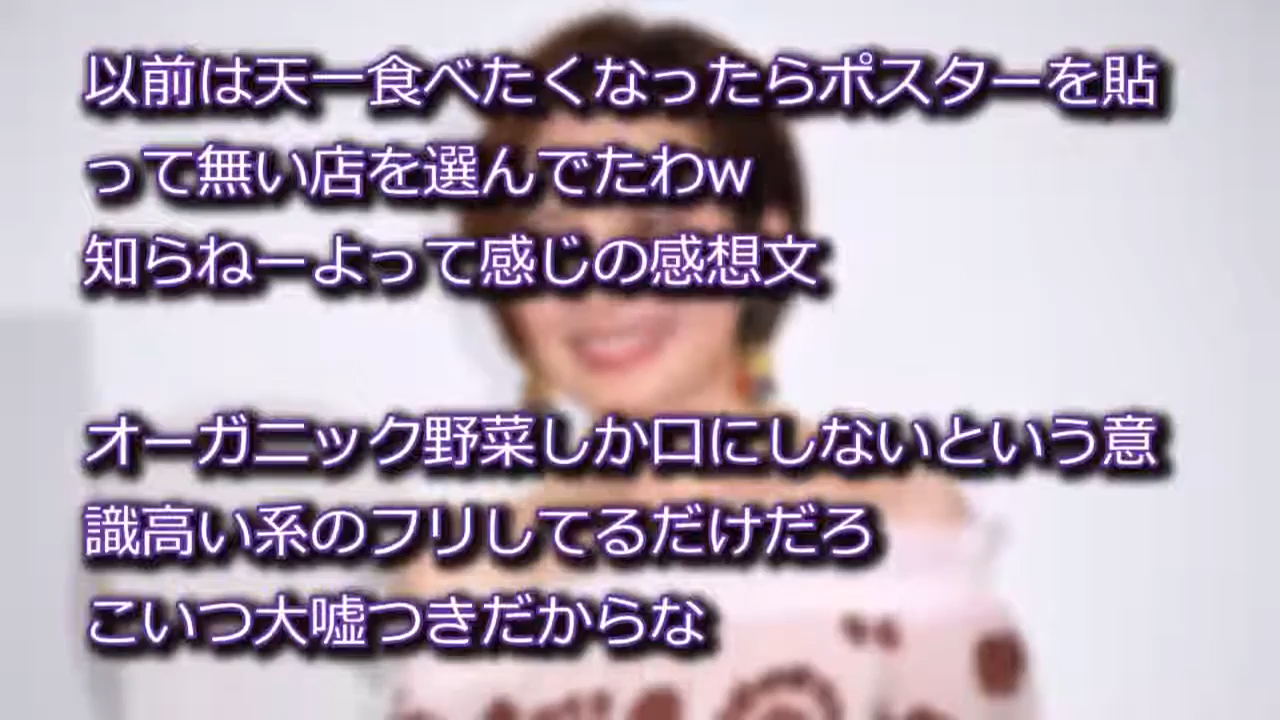 以前は天一食べたくなったらポスターを貼
って無い店を選んでたわw
知らねーよって感じの感想文
オーガニック野菜しか口にしないという意
識高い系のフリしてるだけだろ
こいつ大嘘つきだからな